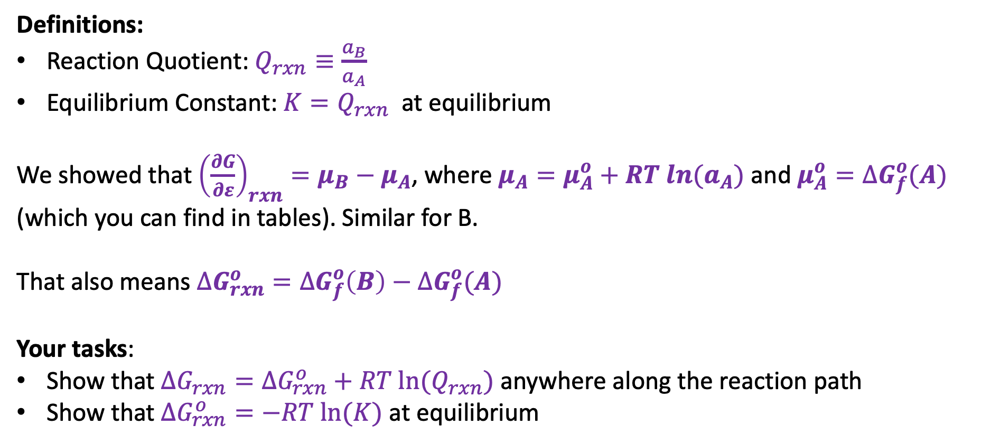 Definitions:
• Reaction Quotient: $Q_{rxn} \equiv \frac{a_B}{a_A}$
• Equilibrium Constant: $K = Q_{rxn}$ at equilibrium
We showed that $\left(\frac{\partial G}{\partial \varepsilon}\right)_{rxn} = \mu_B - \mu_A$, where $\mu_A = \mu_A^o + RT \ ln(a_A)$ and $\mu_A^o = \Delta G_f^o(A)$
(which you can find in tables). Similar for B.
That also means $\Delta G_{rxn}^o = \Delta G_f^o(B) - \Delta G_f^o(A)$
Your tasks:
• Show that $\Delta G_{rxn} = \Delta G_{rxn}^o + RT \ln(Q_{rxn})$ anywhere along the reaction path
• Show that $\Delta G_{rxn}^o = -RT \ln(K)$ at equilibrium